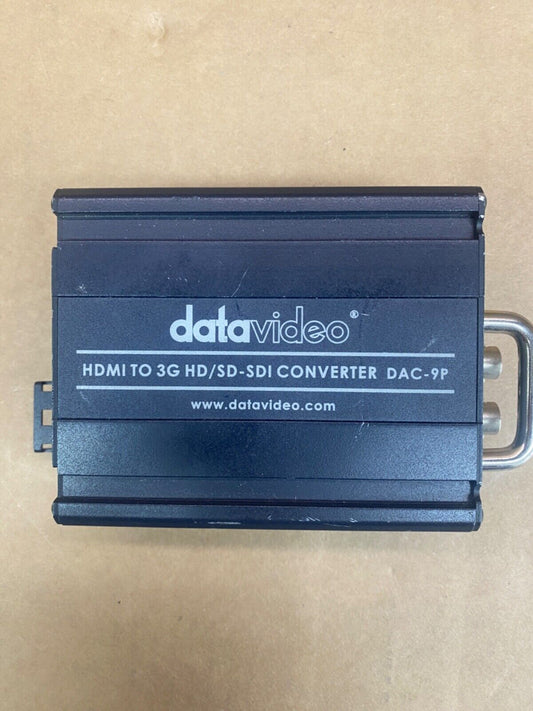 datavideo®
HDMI TO 3G HD/SD-SDI CONVERTER DAC-9P
www.datavideo.com